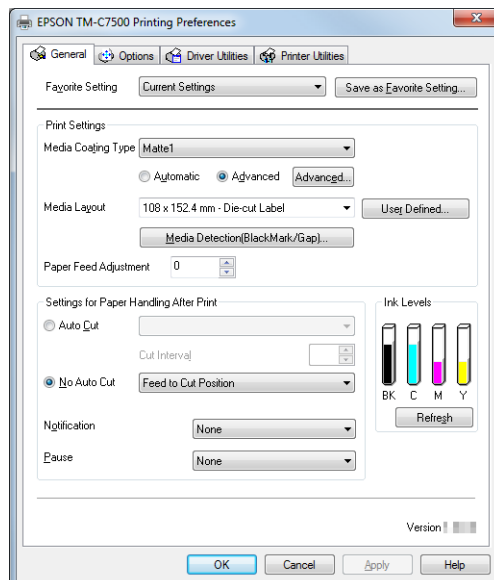 EPSON TM-C7500 Printing Preferences
General Options Driver Utilities Printer Utilities
Favorite Setting Current Settings Save as Favorite Setting...
Print Settings
Media Coating Type Matte1
Automatic Advanced Advanced...
Media Layout 108 x 152.4 mm - Die-cut Label User Defined...
Media Detection(BlackMark/Gap)...
Paper Feed Adjustment 0
Settings for Paper Handling After Print Ink Levels
Auto Cut
Cut Interval
No Auto Cut Feed to Cut Position
BK C M Y
Refresh
Notification None
Pause None
Version
OK Cancel Apply Help